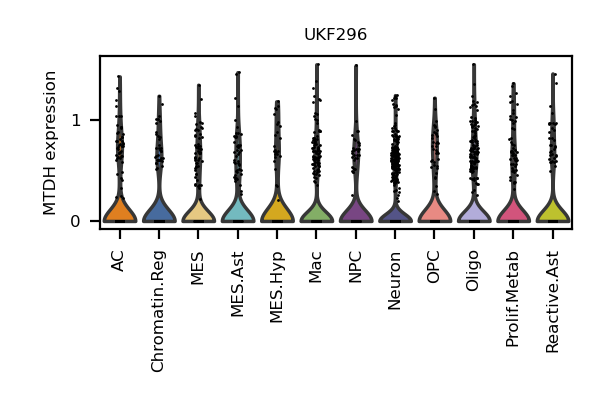 UKF296
MTDH expression
1
0
AC
Chromatin.Reg
MES
MES.Ast
MES.Hyp
Mac
NPC
Neuron
OPC
Oligo
Prolif.Metab
Reactive.Ast